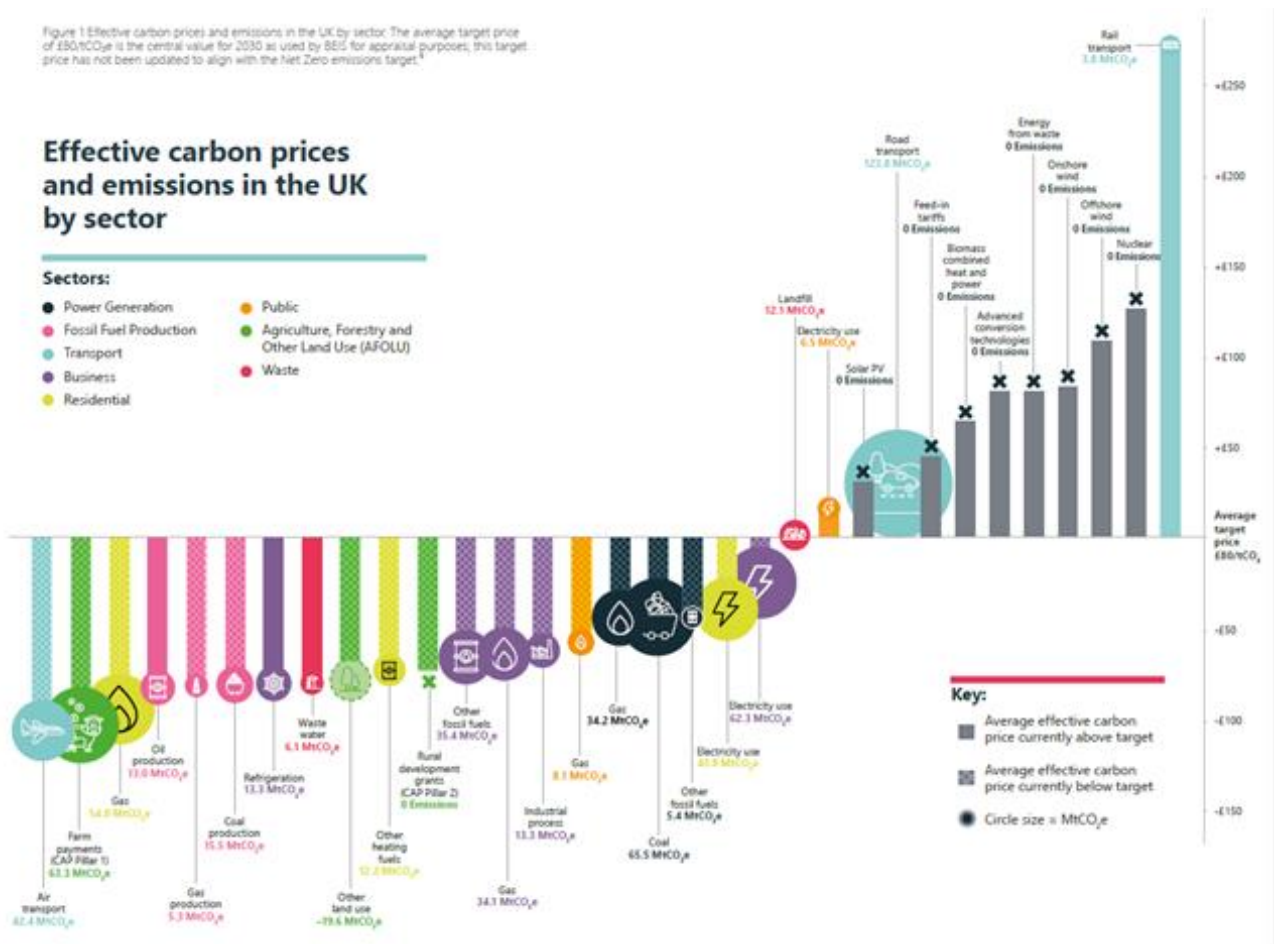 Figure 1 Effective carbon prices and emissions in the UK by sector. The average target price
of £80/tCO₂e is the central value for 2030 as used by BEIS for appraisal purposes; this target
price has not been updated to align with the Net Zero emissions target.
Effective carbon prices
and emissions in the UK
by sector
Sectors:
Power Generation
Fossil Fuel Production
Transport
Business
Residential
Public
Agriculture, Forestry and
Other Land Use (AFOLU)
Waste
Air
transport
42.4 MtCO₂e
Farm
payments
(CAP Pillar 1)
63.3 MtCO₂e
Gas
MtCO₂e
Oil
production
13.0 MtCO₂e
Gas
production
5.3 MtCO₂e
Coal
production
15.5 MtCO₂e
Refrigeration
13.3 MtCO₂e
Waste
water
6.1 MtCO₂e
Other
land use
-19.6 MtCO₂e
Other
heating
fuels
12.2 MtCO₂e
Rural
development
grants
(CAP Pillar 2)
0 Emissions
Other
fossil fuels
35.4 MtCO₂e
Gas
34.1 MtCO₂e
Industrial
process
13.3 MtCO₂e
Gas
8.1 MtCO₂e
Gas
34.2 MtCO₂e
Coal
65.5 MtCO₂e
Other
fossil fuels
5.4 MtCO₂e
Electricity use
MtCO₂e
Electricity use
62.3 MtCO₂e
Landfill
12.1 MtCO₂e
Electricity use
6.5 MtCO₂e
Solar PV
0 Emissions
Road
transport
123.8 MtCO₂e
Feed-in
tariffs
0 Emissions
Biomass
combined
heat and
power
0 Emissions
Advanced
conversion
technologies
0 Emissions
Energy
from waste
0 Emissions
Onshore
wind
0 Emissions
Offshore
wind
0 Emissions
Nuclear
0 Emissions
Rail
transport
3.8 MtCO₂e
+£250
+£200
+£150
+£100
+£50
Average
target
price
£80/tCO₂
-£50
-£100
-£150
Key:
Average effective carbon
price currently above target
Average effective carbon
price currently below target
Circle size = MtCO₂e